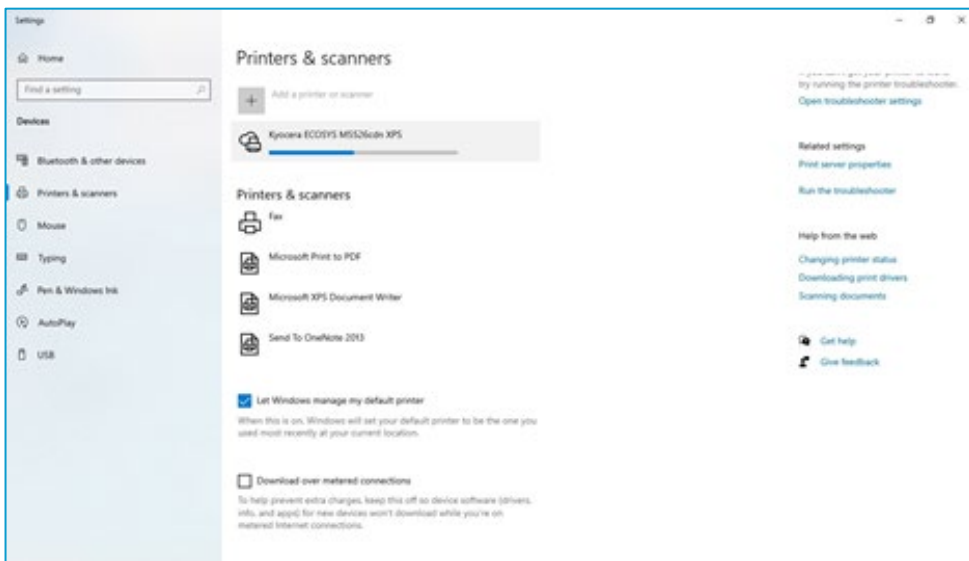 Settings
Home
Find a setting
Devices
Bluetooth & other devices
Printers & scanners
Mouse
Typing
Pen & Windows Ink
AutoPlay
USB
Printers & scanners
Add a printer or scanner
Kyocera ECOSYS M5526cdn XPS
Printers & scanners
Fax
Microsoft Print to PDF
Microsoft XPS Document Writer
Send To OneNote 2013
Let Windows manage my default printer
When this is on, Windows will set your default printer to be the one you
used most recently at your current location.
Download over metered connections
To help prevent extra charges, keep this off so device software (drivers,
info, and apps) for new devices won't download while you're on
metered Internet connections.
try running the printer troubleshooter.
Open troubleshooter settings
Related settings
Print server properties
Run the troubleshooter
Help from the web
Changing printer status
Downloading print drivers
Scanning documents
Get help
Give feedback